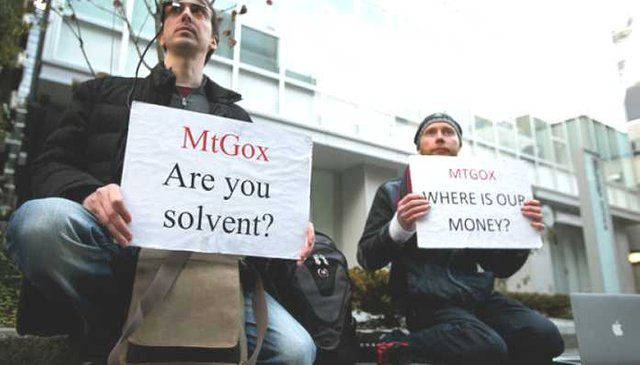 MtGox
Are you
solvent?
MTGOX
WHERE IS OUR
MONEY?